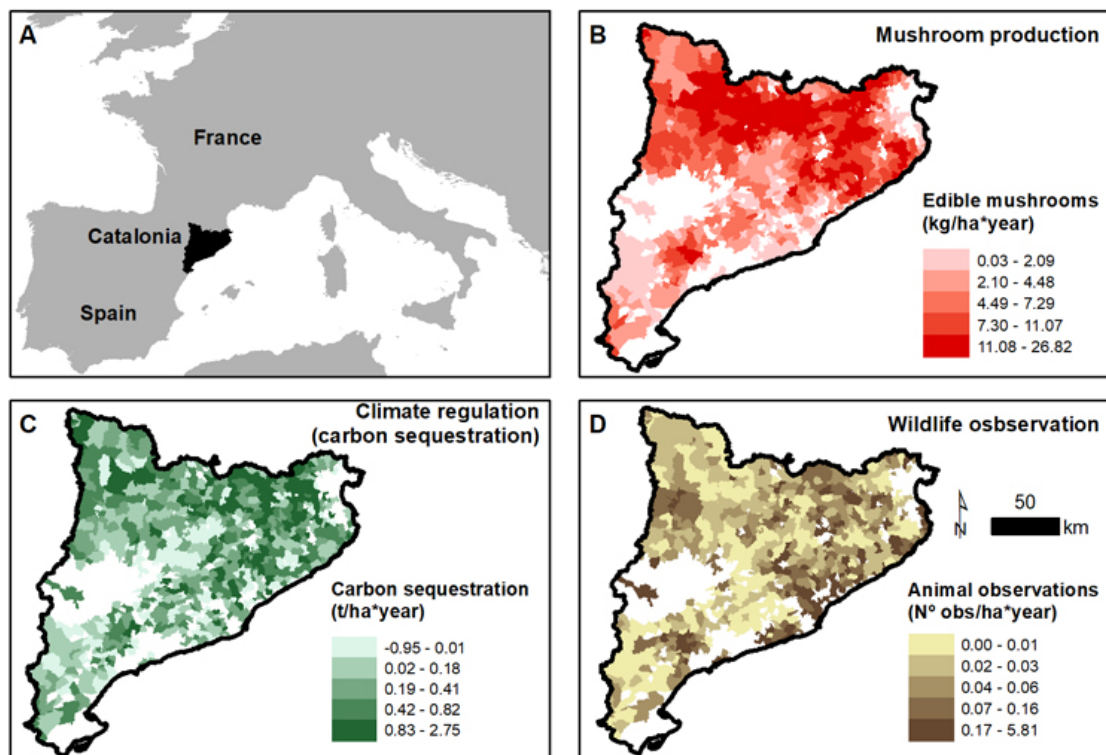 A
France
Catalonia
Spain
B
Mushroom production
Edible mushrooms
(kg/ha*year)
0.03 - 2.09
2.10 - 4.48
4.49 - 7.29
7.30 - 11.07
11.08 - 26.82
C
Climate regulation
(carbon sequestration)
Carbon sequestration
(t/ha*year)
-0.95 - 0.01
0.02 - 0.18
0.19 - 0.41
0.42 - 0.82
0.83 - 2.75
D
Wildlife osbservation
N
50
km
Animal observations
(Nº obs/ha*year)
0.00 - 0.01
0.02 - 0.03
0.04 - 0.06
0.07 - 0.16
0.17 - 5.81